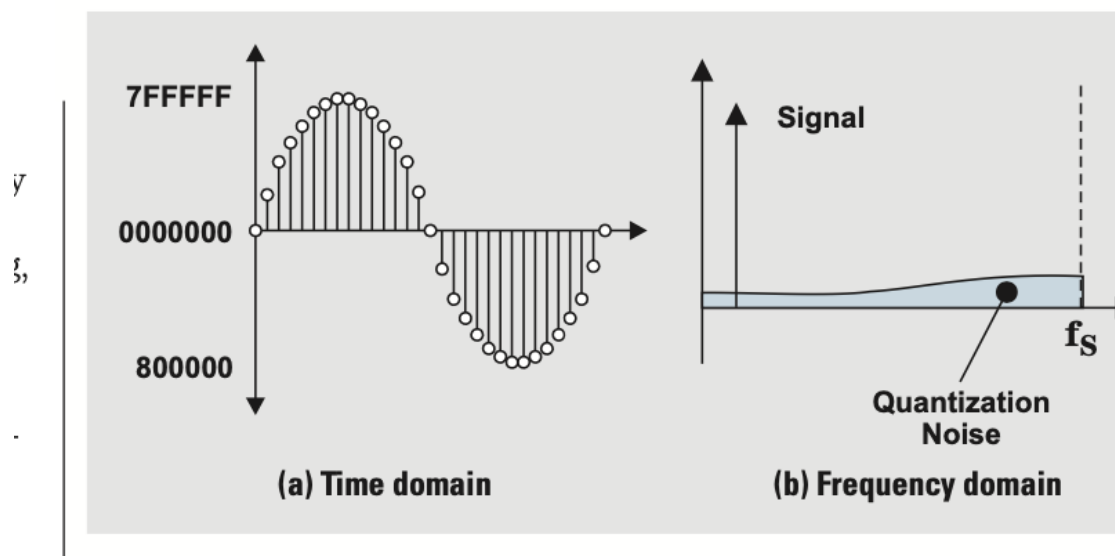 y
g,
-
7FFFFF
0000000
800000
(a) Time domain
Signal
fS
Quantization
Noise
(b) Frequency domain